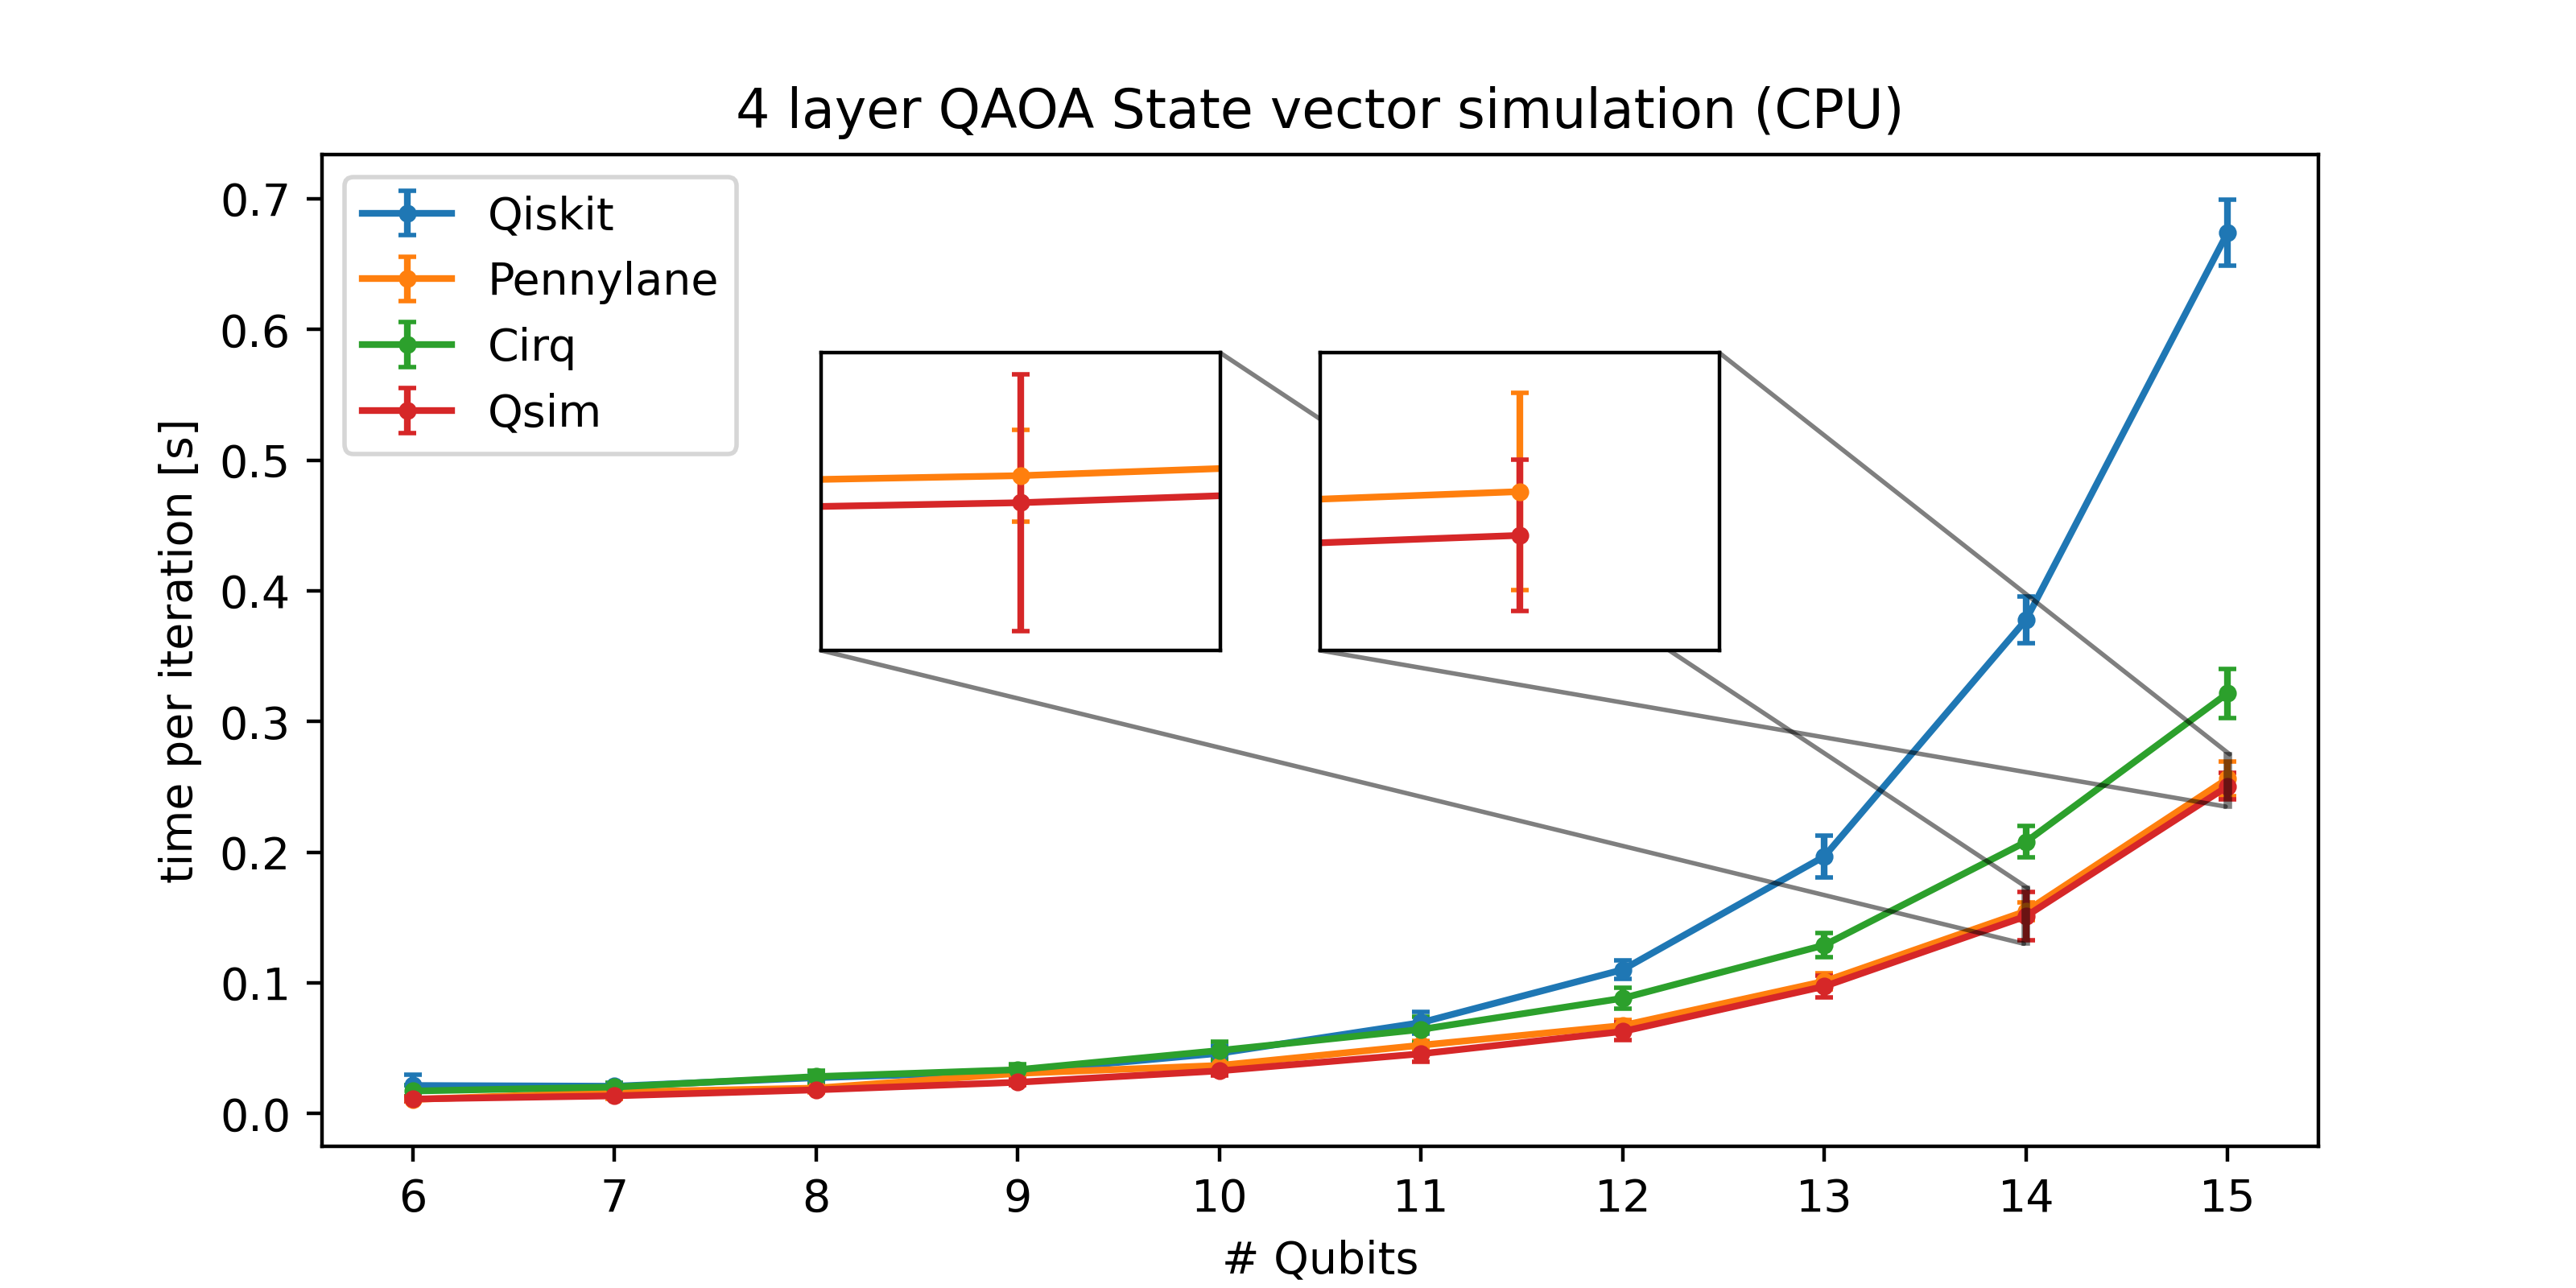 4 layer QAOA State vector simulation (CPU)
Qiskit
Pennylane
Cirq
Qsim
time per iteration [s]
0.7
0.6
0.5
0.4
0.3
0.2
0.1
0.0
6 7 8 9 10 11 12 13 14 15
# Qubits